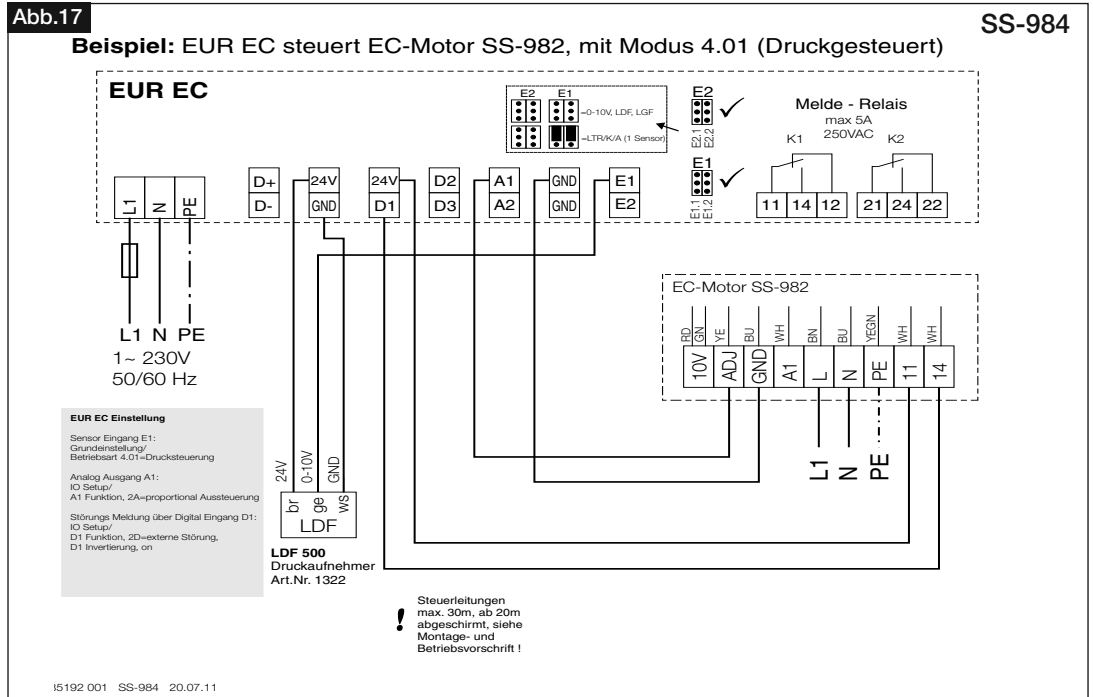 Abb.17
SS-984
Beispiel: EUR EC steuert EC-Motor SS-982, mit Modus 4.01 (Druckgesteuert)
EUR EC
E2 E1
=0-10V, LDF, LGF
=LTR/K/A (1 Sensor)
E2
E2.1
E2.2
E1
E1.1
E1.2
Melde - Relais
max 5A
250VAC
K1 K2
11 14 12 21 24 22
L1 N PE
D+ 24V 24V D2 A1 GND E1
D- GND D1 D3 A2 GND E2
L1 N PE
1~ 230V
50/60 Hz
EC-Motor SS-982
RD GN YE BU WH BN BU YEGN WH WH
10V ADJ GND A1 L N PE 11 14
L1 N PE
EUR EC Einstellung
Sensor Eingang E1:
Grundeinstellung/
Betriebsart 4.01=Drucksteuerung
Analog Ausgang A1:
IO Setup/
A1 Funktion, 2A=proportional Aussteuerung
Störungs Meldung über Digital Eingang D1:
IO Setup/
D1 Funktion, 2D=externe Störung,
D1 Invertierung, on
24V 0-10V GND
br ge ws
LDF
LDF 500
Druckaufnehmer
Art.Nr. 1322
!
Steuerleitungen
max. 30m, ab 20m
abgeschirmt, siehe
Montage- und
Betriebsvorschrift !
5192 001 SS-984 20.07.11